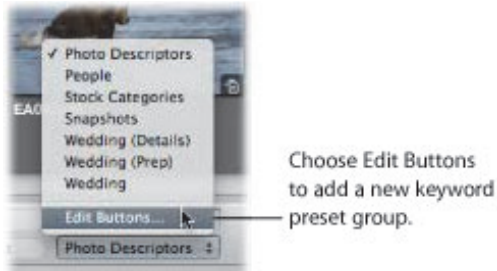 ✓ Photo Descriptors
People
Stock Categories
EA0
Snapshots
Wedding (Details)
Wedding (Prep)
Wedding
Edit Buttons...
Photo Descriptors
Choose Edit Buttons
to add a new keyword
preset group.